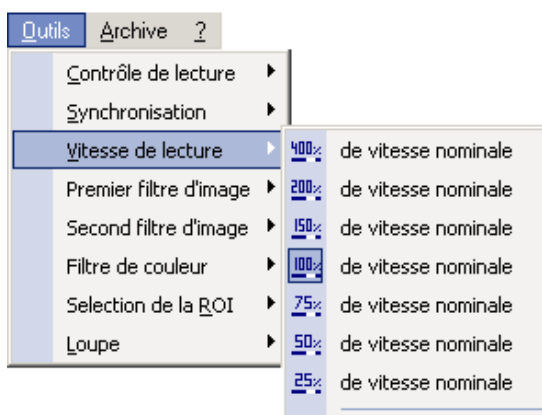 Outils Archive ?
Contrôle de lecture
Synchronisation
Vitesse de lecture
Premier filtre d'image
Second filtre d'image
Filtre de couleur
Selection de la ROI
Loupe
400% de vitesse nominale
200% de vitesse nominale
150% de vitesse nominale
100% de vitesse nominale
75% de vitesse nominale
50% de vitesse nominale
25% de vitesse nominale